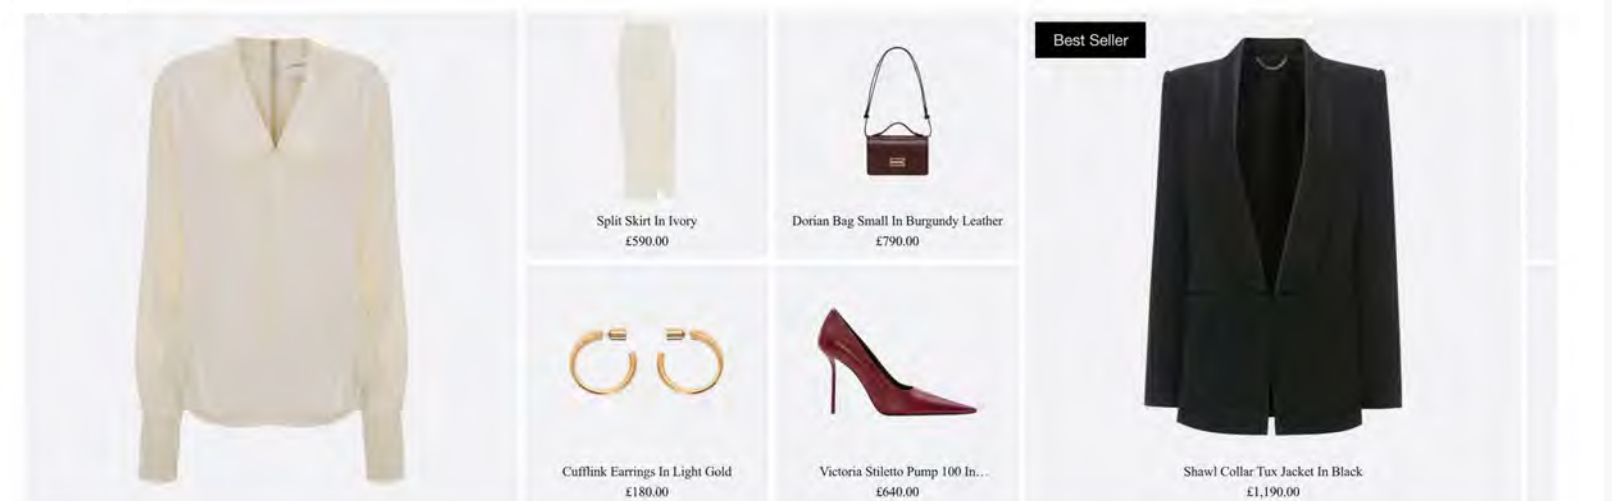 Best Seller
Split Skirt In Ivory
£590.00
Dorian Bag Small In Burgundy Leather
£790.00
Cufflink Earrings In Light Gold
£180.00
Victoria Stiletto Pump 100 In…
£640.00
Shawl Collar Tux Jacket In Black
£1,190.00